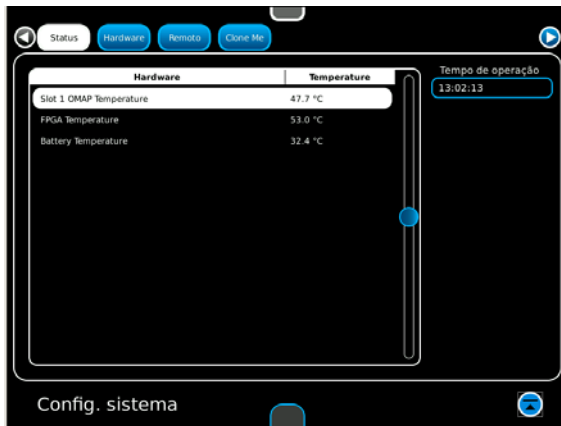 Status Hardware Remoto Clone Me
Hardware Temperature
Slot 1 OMAP Temperature 47.7 °C
FPGA Temperature 53.0 °C
Battery Temperature 32.4 °C
Tempo de operação
13:02:13
Config. sistema